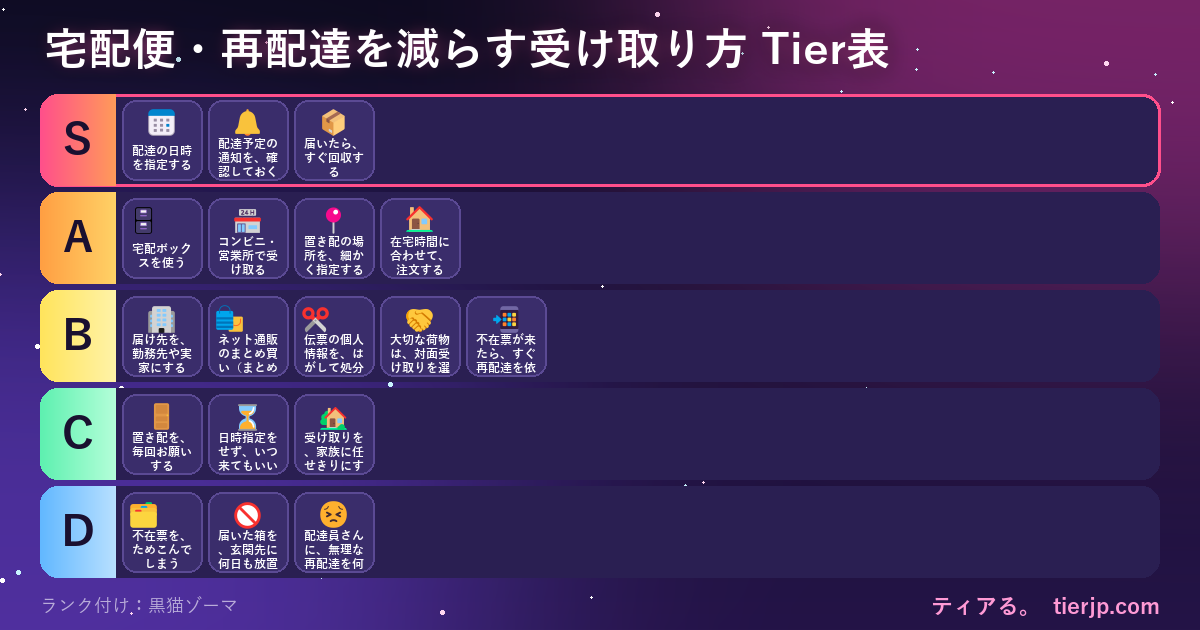 宅配便・再配達を減らす受け取り方 Tier表
S
配達の日時
を指定する
配達予定の
通知を、確
認しておく
届いたら、
すぐ回収す
る
A
宅配ボック
スを使う
24H
コンビニ・
営業所で受
け取る
置き配の場
所を、細か
く指定する
在宅時間に
合わせて、
注文する
B
届け先を、
勤務先や実
家にする
ネット通販
のまとめ買
い（まとめ
伝票の個人
情報を、は
がして処分
大切な荷物
は、対面受
け取りを選
不在票が来
たら、すぐ
再配達を依
C
置き配を、
毎回お願い
する
日時指定を
せず、いつ
来てもいい
受け取りを
、家族に任
せきりにす
D
不在票を、
ためこんで
しまう
届いた箱を
、玄関先に
何日も放置
配達員さん
に、無理な
再配達を何
ランク付け：黒猫ゾーマ
ティアる。 tierjp.com